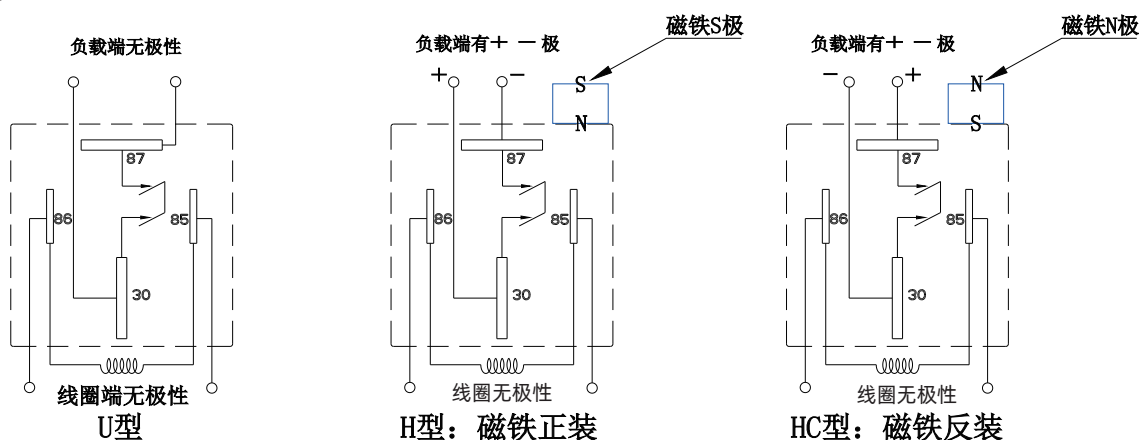 负载端无极性
87
86
85
30
线圈端无极性
U型
负载端有+ -极
磁铁S极
+
-
S
N
87
86
85
30
线圈无极性
H型：磁铁正装
负载端有+ -极
磁铁N极
-
+
N
S
87
86
85
30
线圈无极性
HC型：磁铁反装